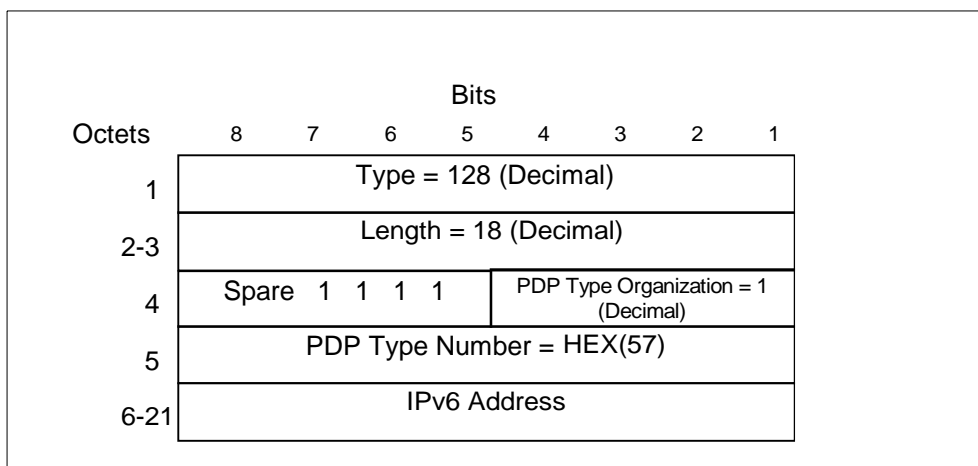 Bits
Octets 8 7 6 5 4 3 2 1
1 Type = 128 (Decimal)
2-3 Length = 18 (Decimal)
4 Spare 1 1 1 1 PDP Type Organization = 1
(Decimal)
5 PDP Type Number = HEX(57)
6-21 IPv6 Address